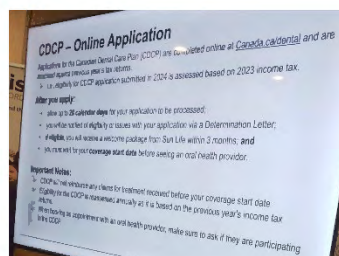 CDCP – Online Application
Applications for the Canadian Dental Care Plan (CDCP) are completed online at Canada.ca/dental and are
assessed against previous year's tax returns.
i.e., eligibility for CDCP application submitted in 2024 is assessed based on 2023 income tax.
After you apply:
allow up to 28 calendar days for your application to be processed;
you will be notified of eligibility or issues with your application via a Determination Letter;
if eligible, you will receive a welcome package from Sun Life within 3 months; and
you must wait for your coverage start date before seeing an oral health provider.
Important Notes:
CDCP will not reimburse any claims for treatment received before your coverage start date
Eligibility for the CDCP is reassessed annually as it is based on the previous year's income tax
returns.
When booking an appointment with an oral health provider, make sure to ask if they are participating
in the CDCP